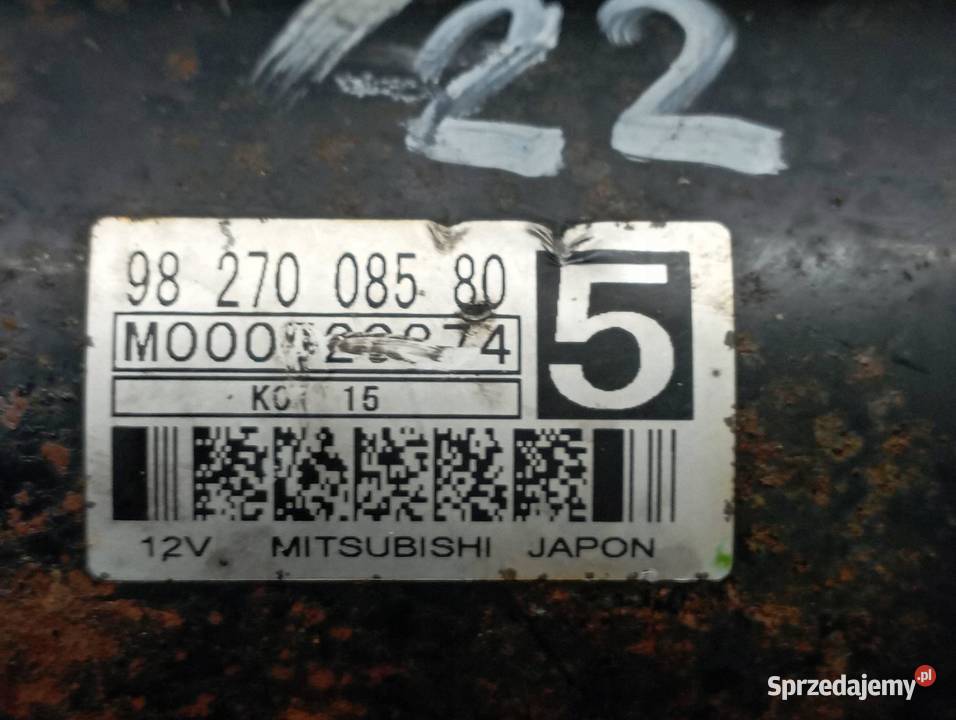 22
98 270 085 80
5
15
12V MITSUBISHI JAPON
Sprzedajemy.pl